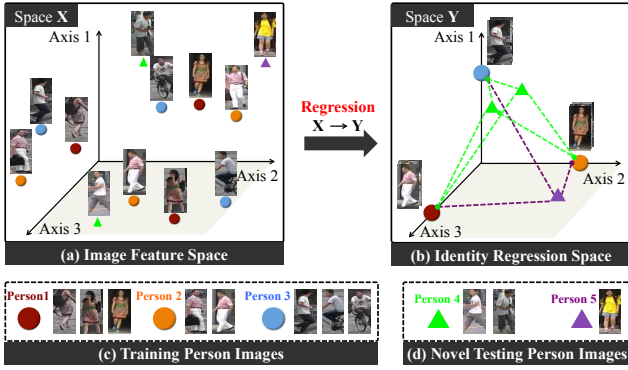 Space X
Axis 1
Axis 2
Axis 3
(a) Image Feature Space
Regression
X → Y
Space Y
Axis 1
Axis 2
Axis 3
(b) Identity Regression Space
Person1
Person 2
Person 3
(c) Training Person Images
Person 4
Person 5
(d) Novel Testing Person Images